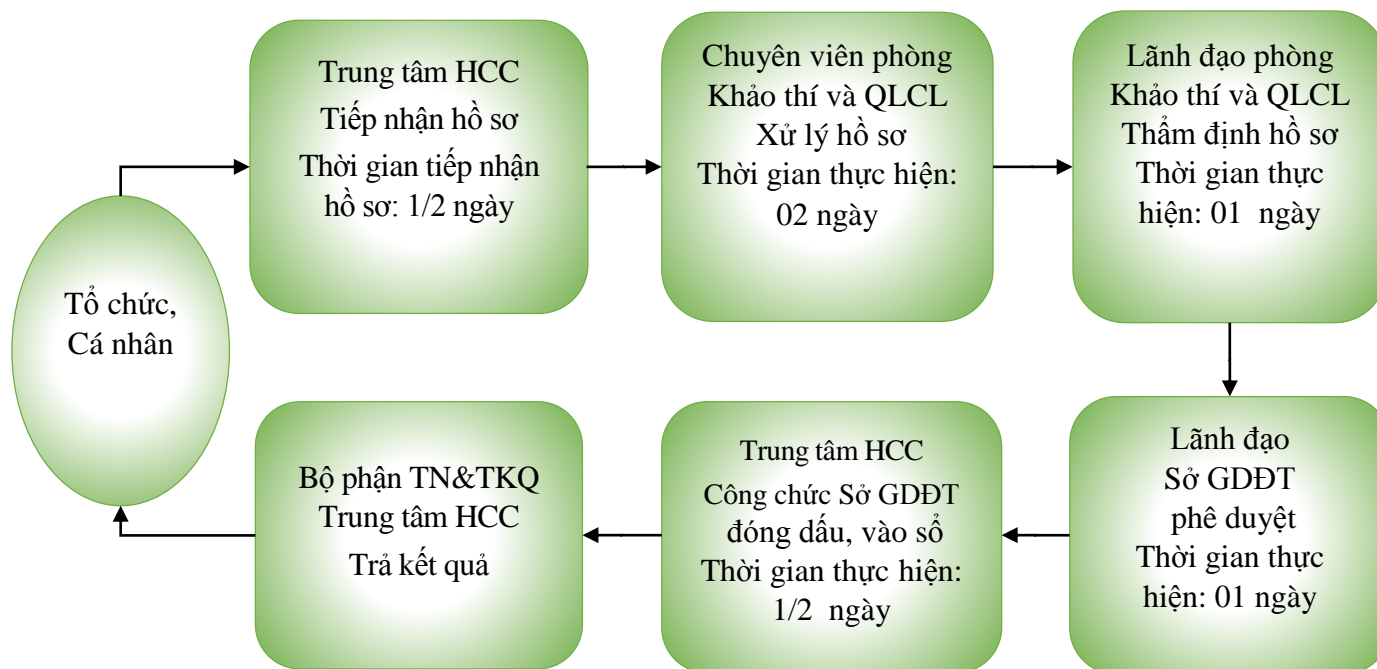 Tổ chức,
Cá nhân
Trung tâm HCC
Tiếp nhận hồ sơ
Thời gian tiếp nhận
hồ sơ: 1/2 ngày
Chuyên viên phòng
Khảo thí và QLCL
Xử lý hồ sơ
Thời gian thực hiện:
02 ngày
Lãnh đạo phòng
Khảo thí và QLCL
Thẩm định hồ sơ
Thời gian thực
hiện: 01 ngày
Lãnh đạo
Sở GDĐT
phê duyệt
Thời gian thực
hiện: 01 ngày
Trung tâm HCC
Công chức Sở GDĐT
đóng dấu, vào sổ
Thời gian thực hiện:
1/2 ngày
Bộ phận TN&TKQ
Trung tâm HCC
Trả kết quả